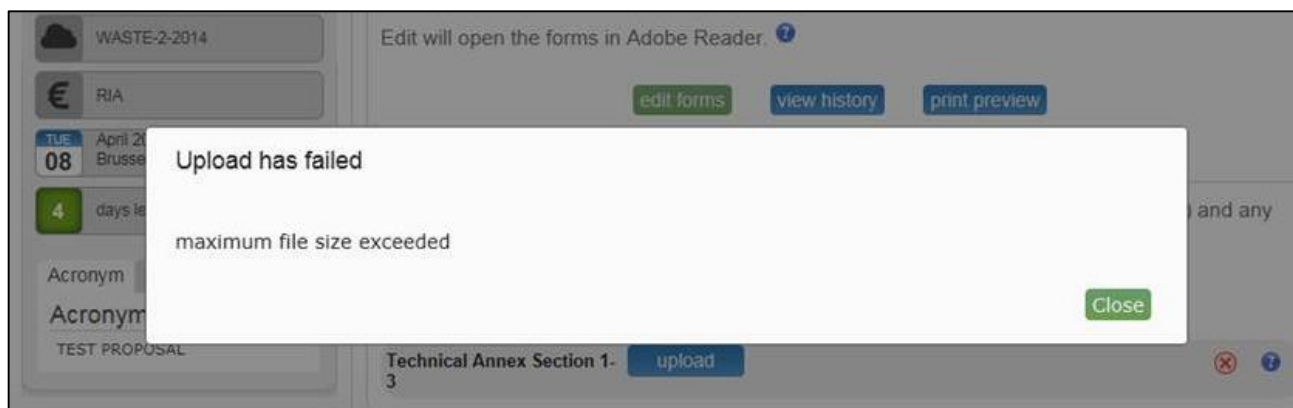 WASTE-2-2014
Edit will open the forms in Adobe Reader. ?
€ RIA
edit forms view history print preview
TUE
08
April 20
Brusse
Upload has failed
4 days le
) and any
maximum file size exceeded
Acronym
Close
Acronym
TEST PROPOSAL
Technical Annex Section 1-
3
upload
?